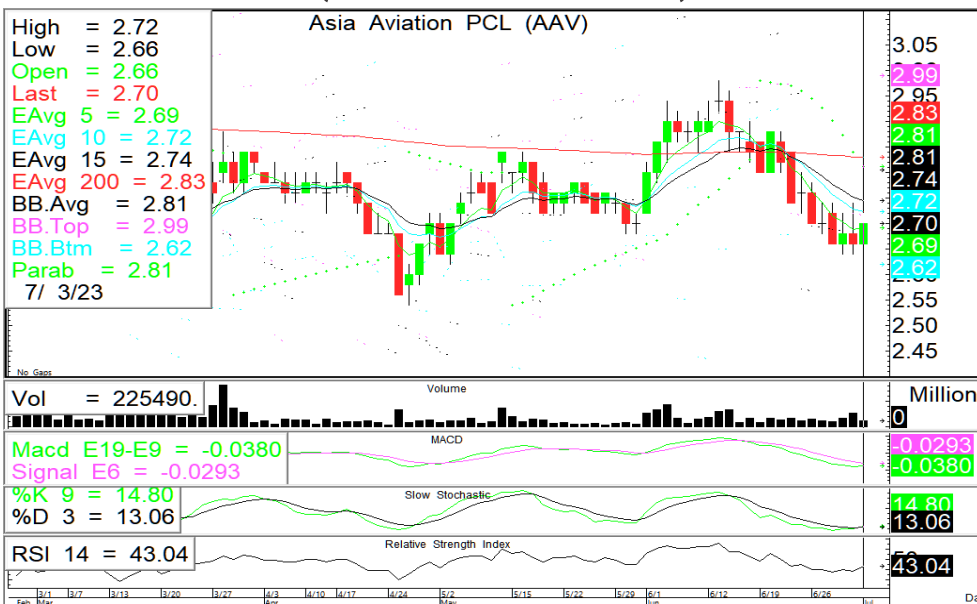 Asia Aviation PCL (AAV)
High = 2.72
Low = 2.66
Open = 2.66
Last = 2.70
EAvg 5 = 2.69
EAvg 10 = 2.72
EAvg 15 = 2.74
EAvg 200 = 2.83
BB.Avg = 2.81
BB.Top = 2.99
BB.Btm = 2.62
Parab = 2.81
7/ 3/23
3.05
2.99
2.95
2.83
2.81
2.81
2.74
2.72
2.70
2.69
2.62
2.55
2.50
2.45
No Gaps
Volume
Vol = 225490.
Million
0
MACD
Macd E19-E9 = -0.0380
Signal E6 = -0.0293
-0.0293
-0.0380
Slow Stochastic
%K 9 = 14.80
%D 3 = 13.06
14.80
13.06
Relative Strength Index
RSI 14 = 43.04
43.04
3/1 3/7 3/13 3/20 3/27 4/3 4/10 4/17 4/24 5/2 5/15 5/22 5/29 6/1 6/12 6/19 6/26
Feb Mar Apr May Jun Jul